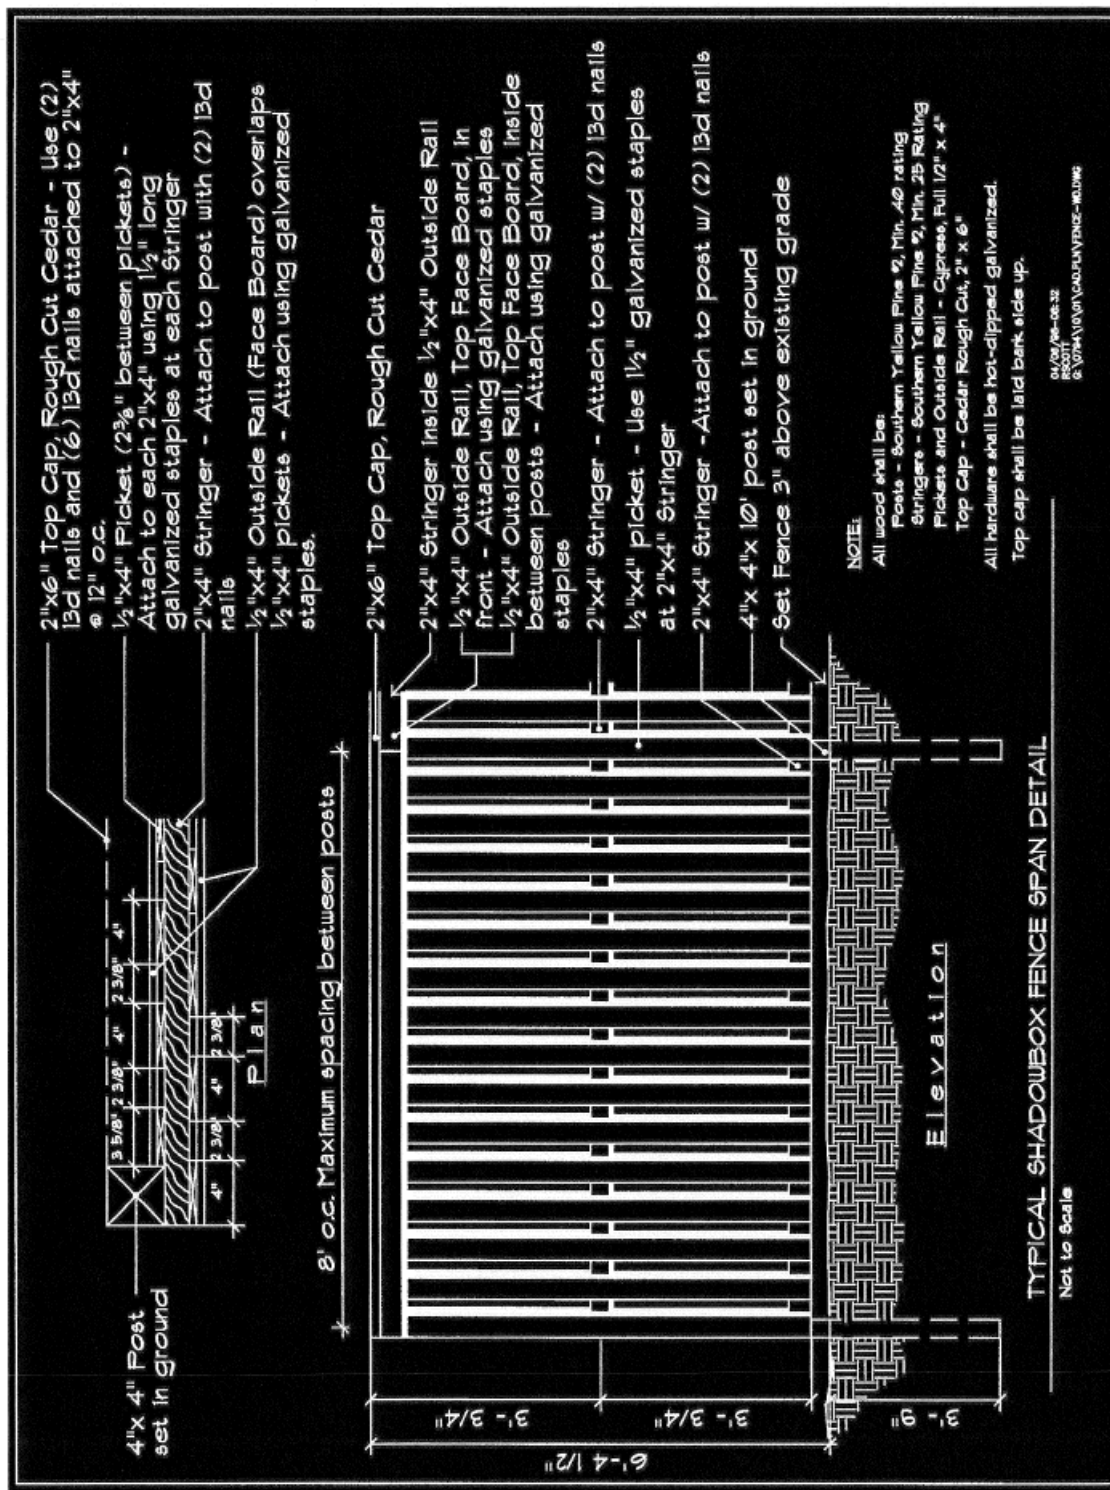 2"x6" Top Cap, Rough Cut Cedar - Use (2)
13d nails and (6) 13d nails attached to 2"x4"
@ 12" o.c.
½"x4" Picket (2⅜" between pickets) -
Attach to each 2"x4" using 1½" long
galvanized staples at each Stringer
2"x4" Stringer - Attach to post with (2) 13d
nails
½"x4" Outside Rail (Face Board) overlaps
½"x4" pickets - Attach using galvanized
staples.
4"x 4" Post
set in ground
3 5/8" 2 3/8" 4" 2 3/8" 4"
4" 2 3/8" 4" 2 3/8"
Plan
8' o.c. Maximum spacing between posts
2"x6" Top Cap, Rough Cut Cedar
2"x4" Stringer inside ½"x4" Outside Rail
½"x4" Outside Rail, Top Face Board, in
front - Attach using galvanized staples
½"x4" Outside Rail, Top Face Board, inside
between posts - Attach using galvanized
staples
2"x4" Stringer - Attach to post w/ (2) 13d nails
½"x4" picket - Use 1½" galvanized staples
at 2"x4" Stringer
2"x4" Stringer -Attach to post w/ (2) 13d nails
4"x 4"x 10' post set in ground
Set Fence 3" above existing grade
6'-4 1/2"
3'- 3/4"
3'- 3/4"
3'- 9"
Elevation
NOTE:
All wood shall be:
Posts - Southern Yellow Pine #2, Min. .40 rating
Stringers - Southern Yellow Pine #2, Min. .25 Rating
Pickets and Outside Rail - Cypress, Full 1/2" x 4"
Top Cap - Cedar Rough Cut, 2" x 6"
All hardware shall be hot-dipped galvanized.
Top cap shall be laid bark side up.
TYPICAL SHADOWBOX FENCE SPAN DETAIL
Not to Scale
RSCOTT